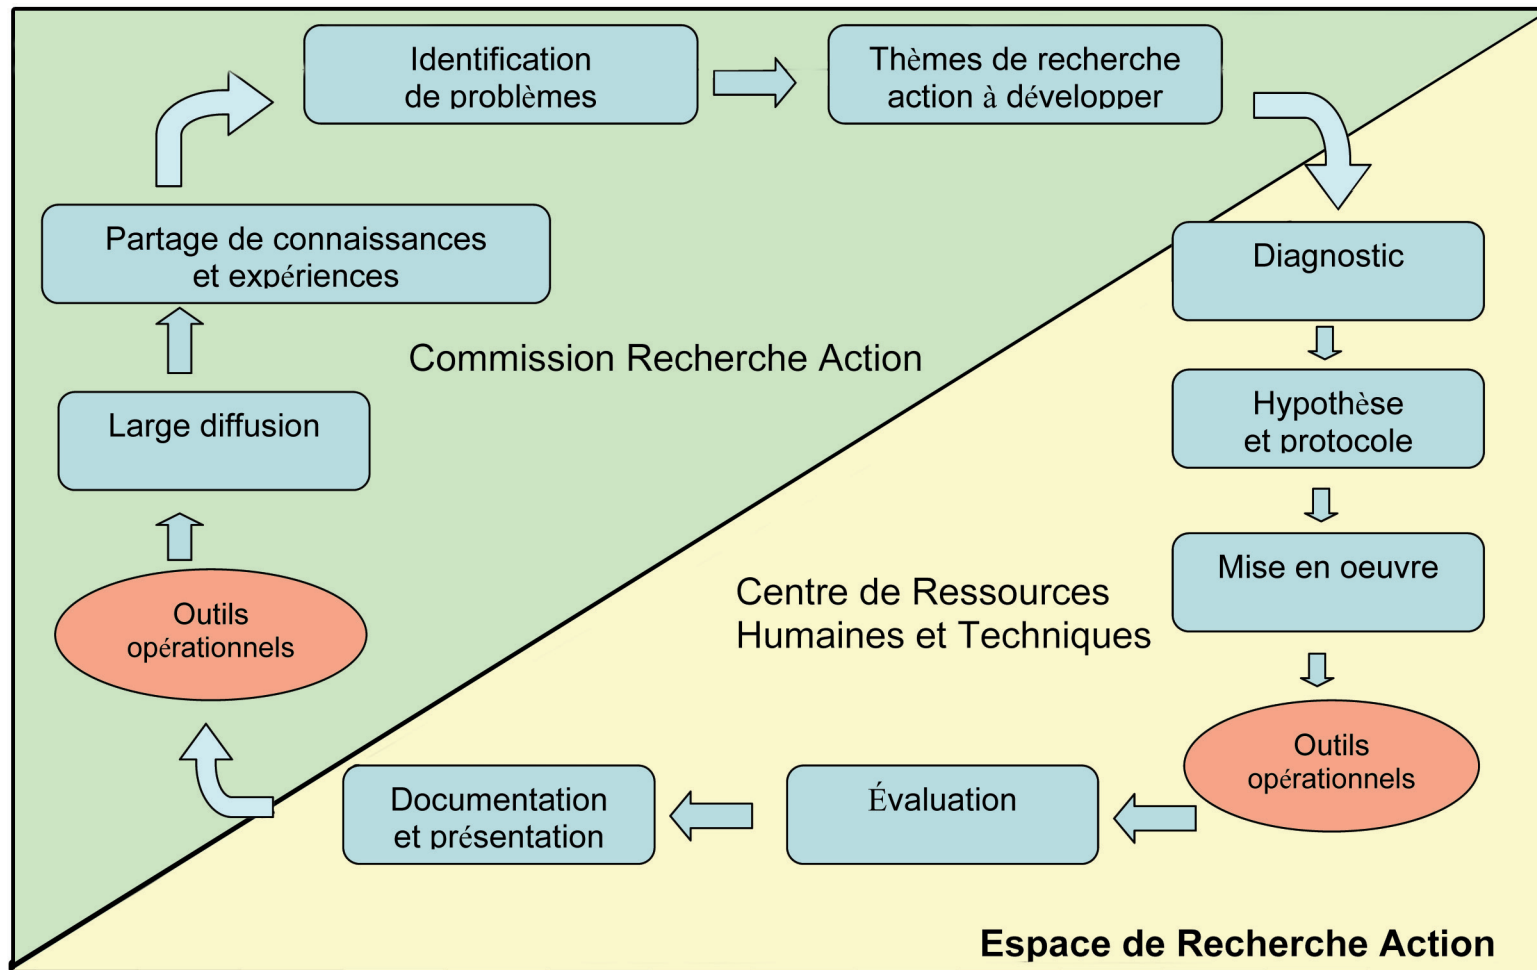 Identification
de problèmes
Thèmes de recherche
action à développer
Partage de connaissances
et expériences
Diagnostic
Commission Recherche Action
Large diffusion
Hypothèse
et protocole
Mise en oeuvre
Centre de Ressources
Humaines et Techniques
Outils
opérationnels
Outils
opérationnels
Évaluation
Documentation
et présentation
Espace de Recherche Action